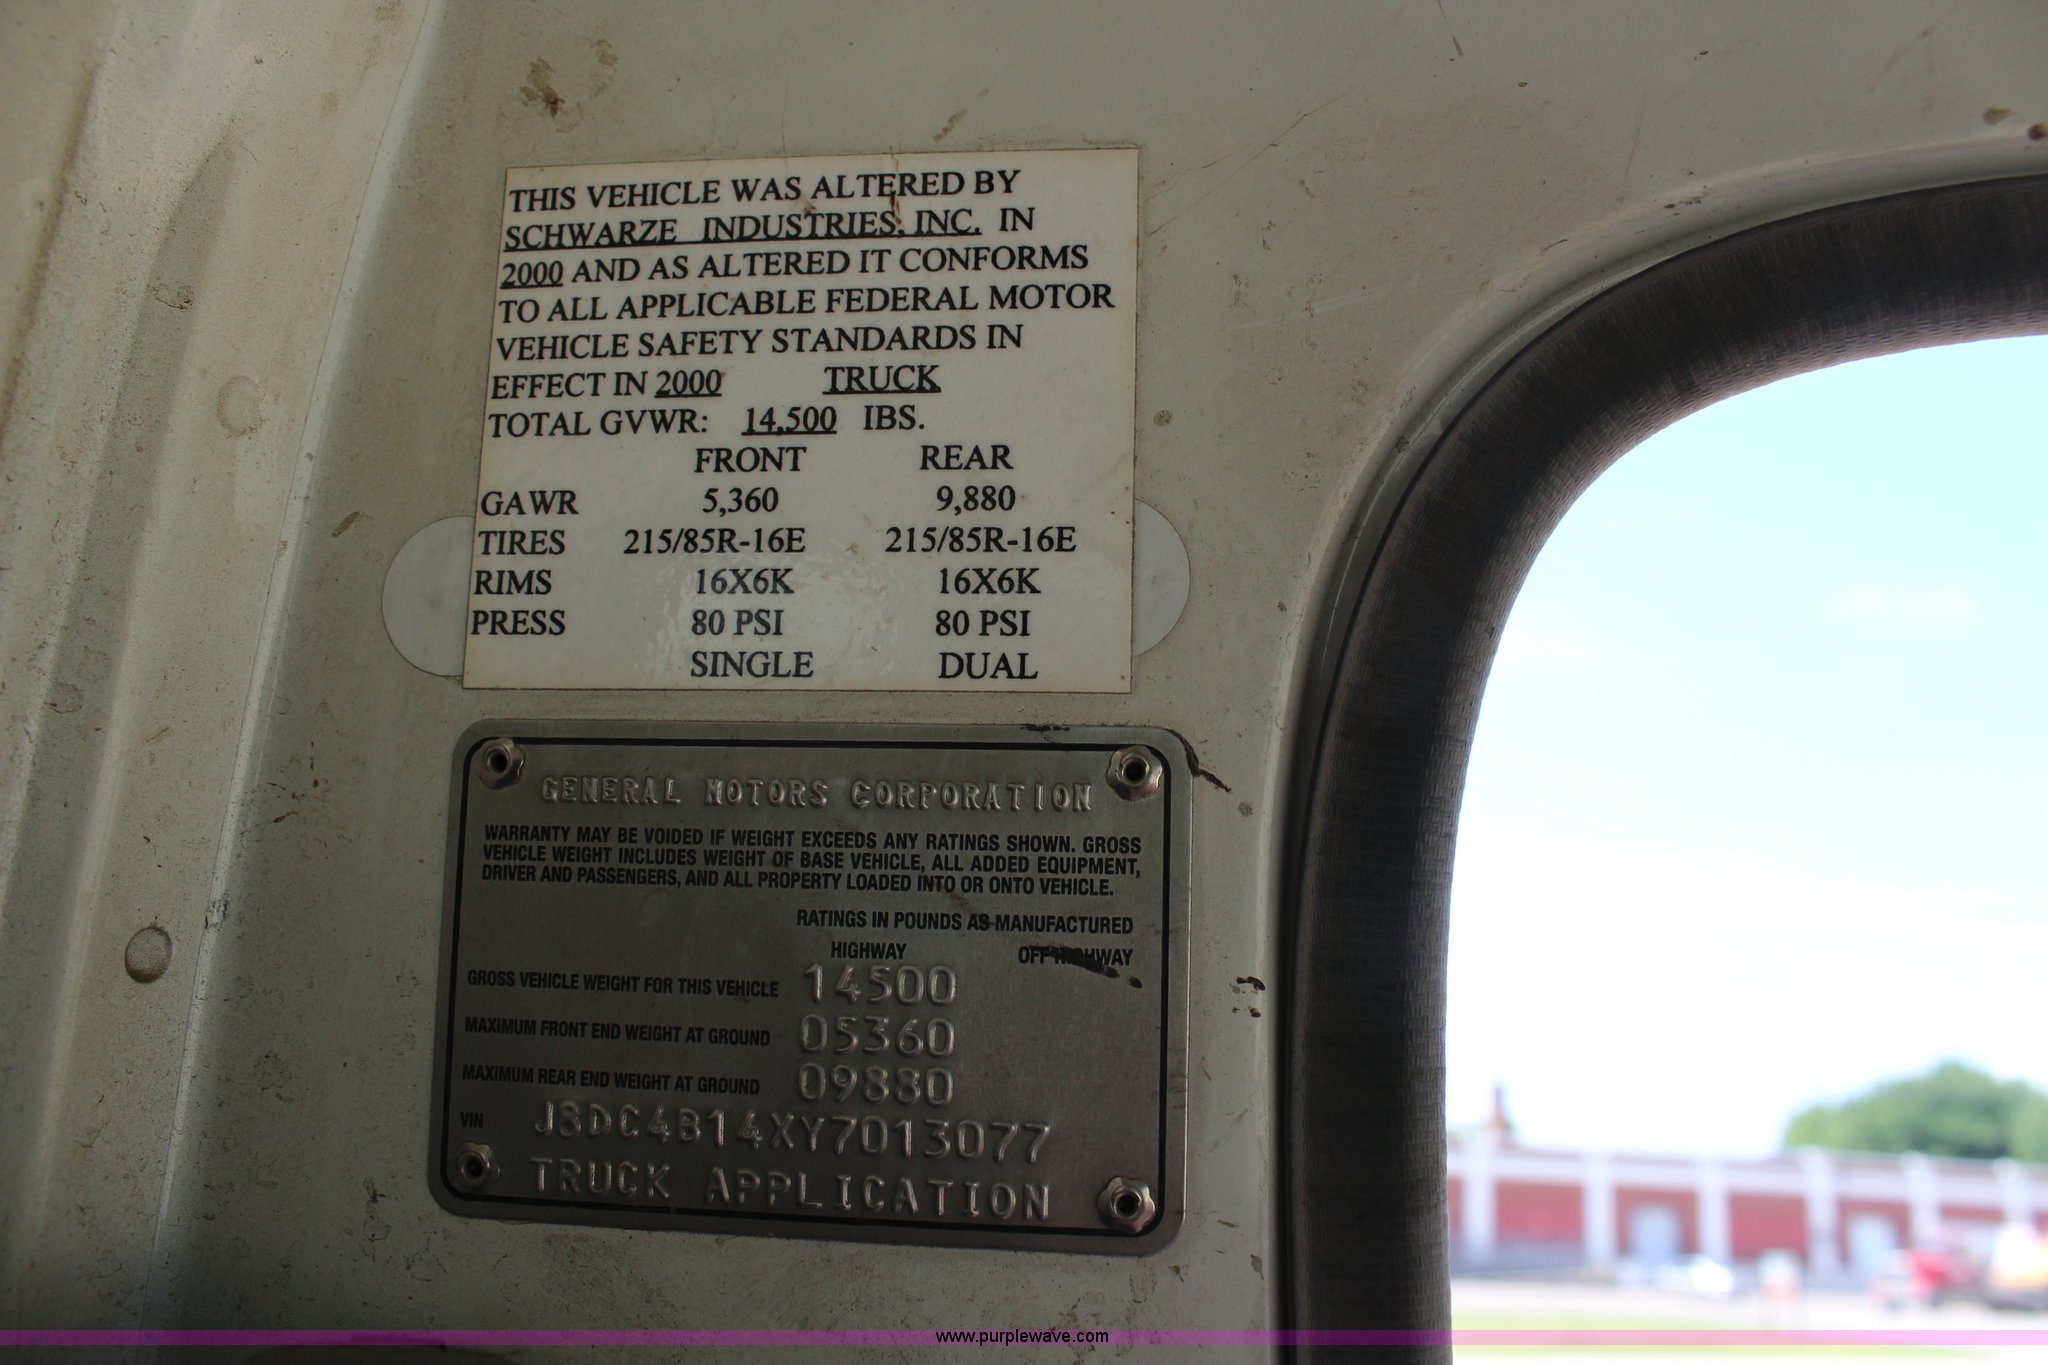 THIS VEHICLE WAS ALTERED BY
SCHWARZE INDUSTRIES, INC. IN
2000 AND AS ALTERED IT CONFORMS
TO ALL APPLICABLE FEDERAL MOTOR
VEHICLE SAFETY STANDARDS IN
EFFECT IN 2000 TRUCK
TOTAL GVWR: 14,500 IBS.
FRONT REAR
GAWR 5,360 9,880
TIRES 215/85R-16E 215/85R-16E
RIMS 16X6K 16X6K
PRESS 80 PSI 80 PSI
SINGLE DUAL
GENERAL MOTORS CORPORATION
WARRANTY MAY BE VOIDED IF WEIGHT EXCEEDS ANY RATINGS SHOWN. GROSS
VEHICLE WEIGHT INCLUDES WEIGHT OF BASE VEHICLE, ALL ADDED EQUIPMENT,
DRIVER AND PASSENGERS, AND ALL PROPERTY LOADED INTO OR ONTO VEHICLE.
RATINGS IN POUNDS AS MANUFACTURED
HIGHWAY OFF HIGHWAY
GROSS VEHICLE WEIGHT FOR THIS VEHICLE 14500
MAXIMUM FRONT END WEIGHT AT GROUND 05360
MAXIMUM REAR END WEIGHT AT GROUND 09880
VIN J8DC4B14XY7013077
TRUCK APPLICATION
www.purplewave.com